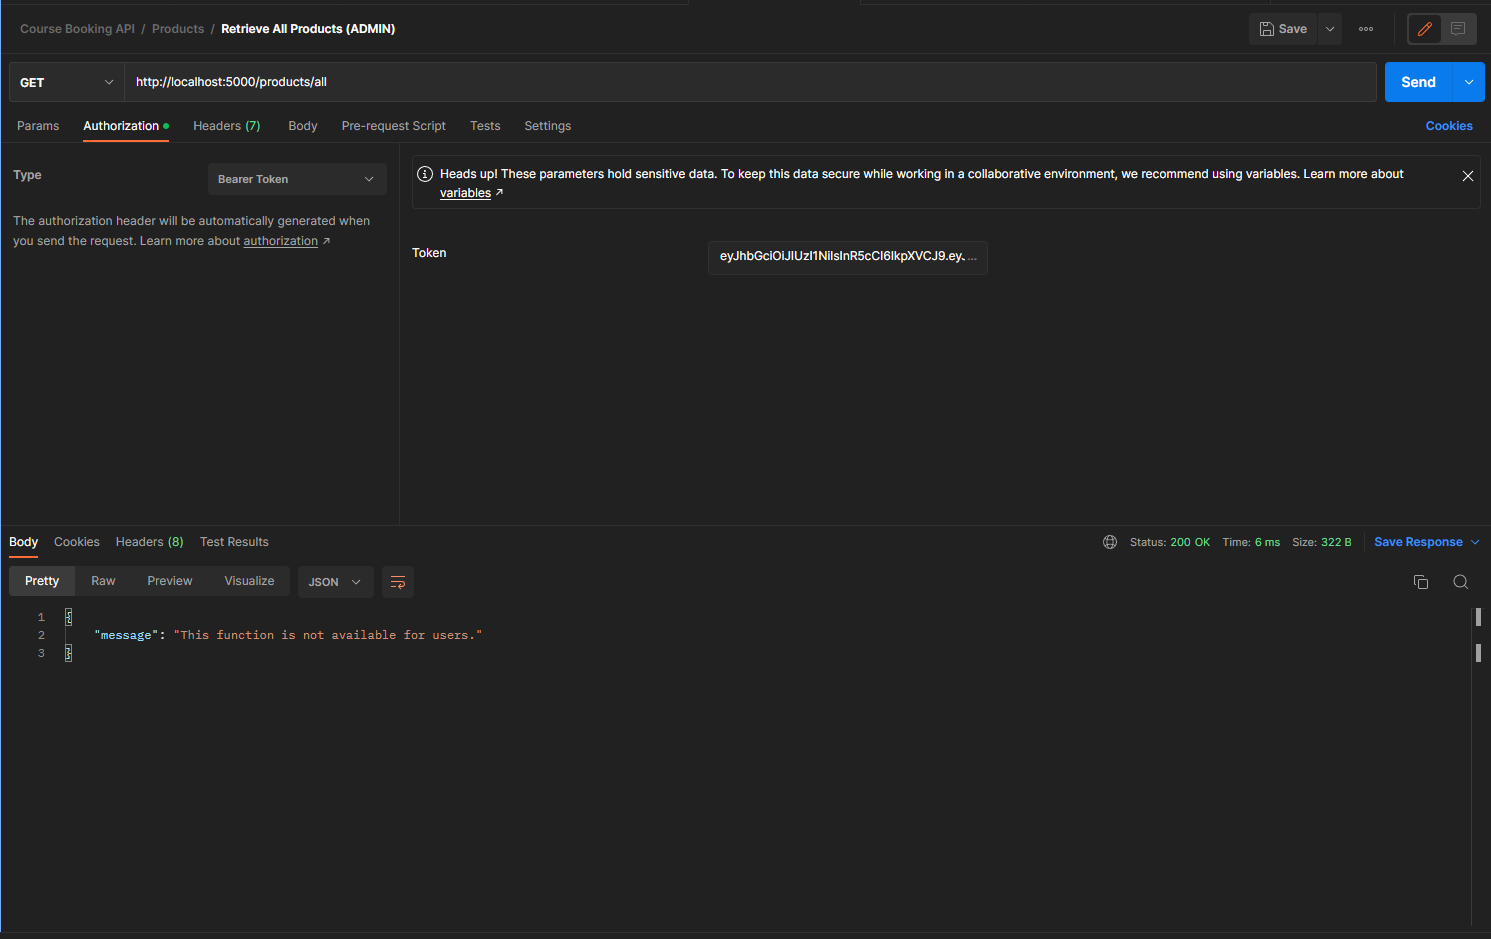 Course Booking API / Products / Retrieve All Products (ADMIN)
Save
GET
http://localhost:5000/products/all
Send
Params Authorization Headers (7) Body Pre-request Script Tests Settings Cookies
Type
Bearer Token
The authorization header will be automatically generated when
you send the request. Learn more about authorization ↗
Heads up! These parameters hold sensitive data. To keep this data secure while working in a collaborative environment, we recommend using variables. Learn more about
variables ↗
Token
eyJhbGciOiJIUzI1NiIsInR5cCI6IkpXVCJ9.eyJ...
Body Cookies Headers (8) Test Results
Status: 200 OK Time: 6 ms Size: 322 B Save Response
Pretty Raw Preview Visualize JSON
1 {
2 "message": "This function is not available for users."
3 }